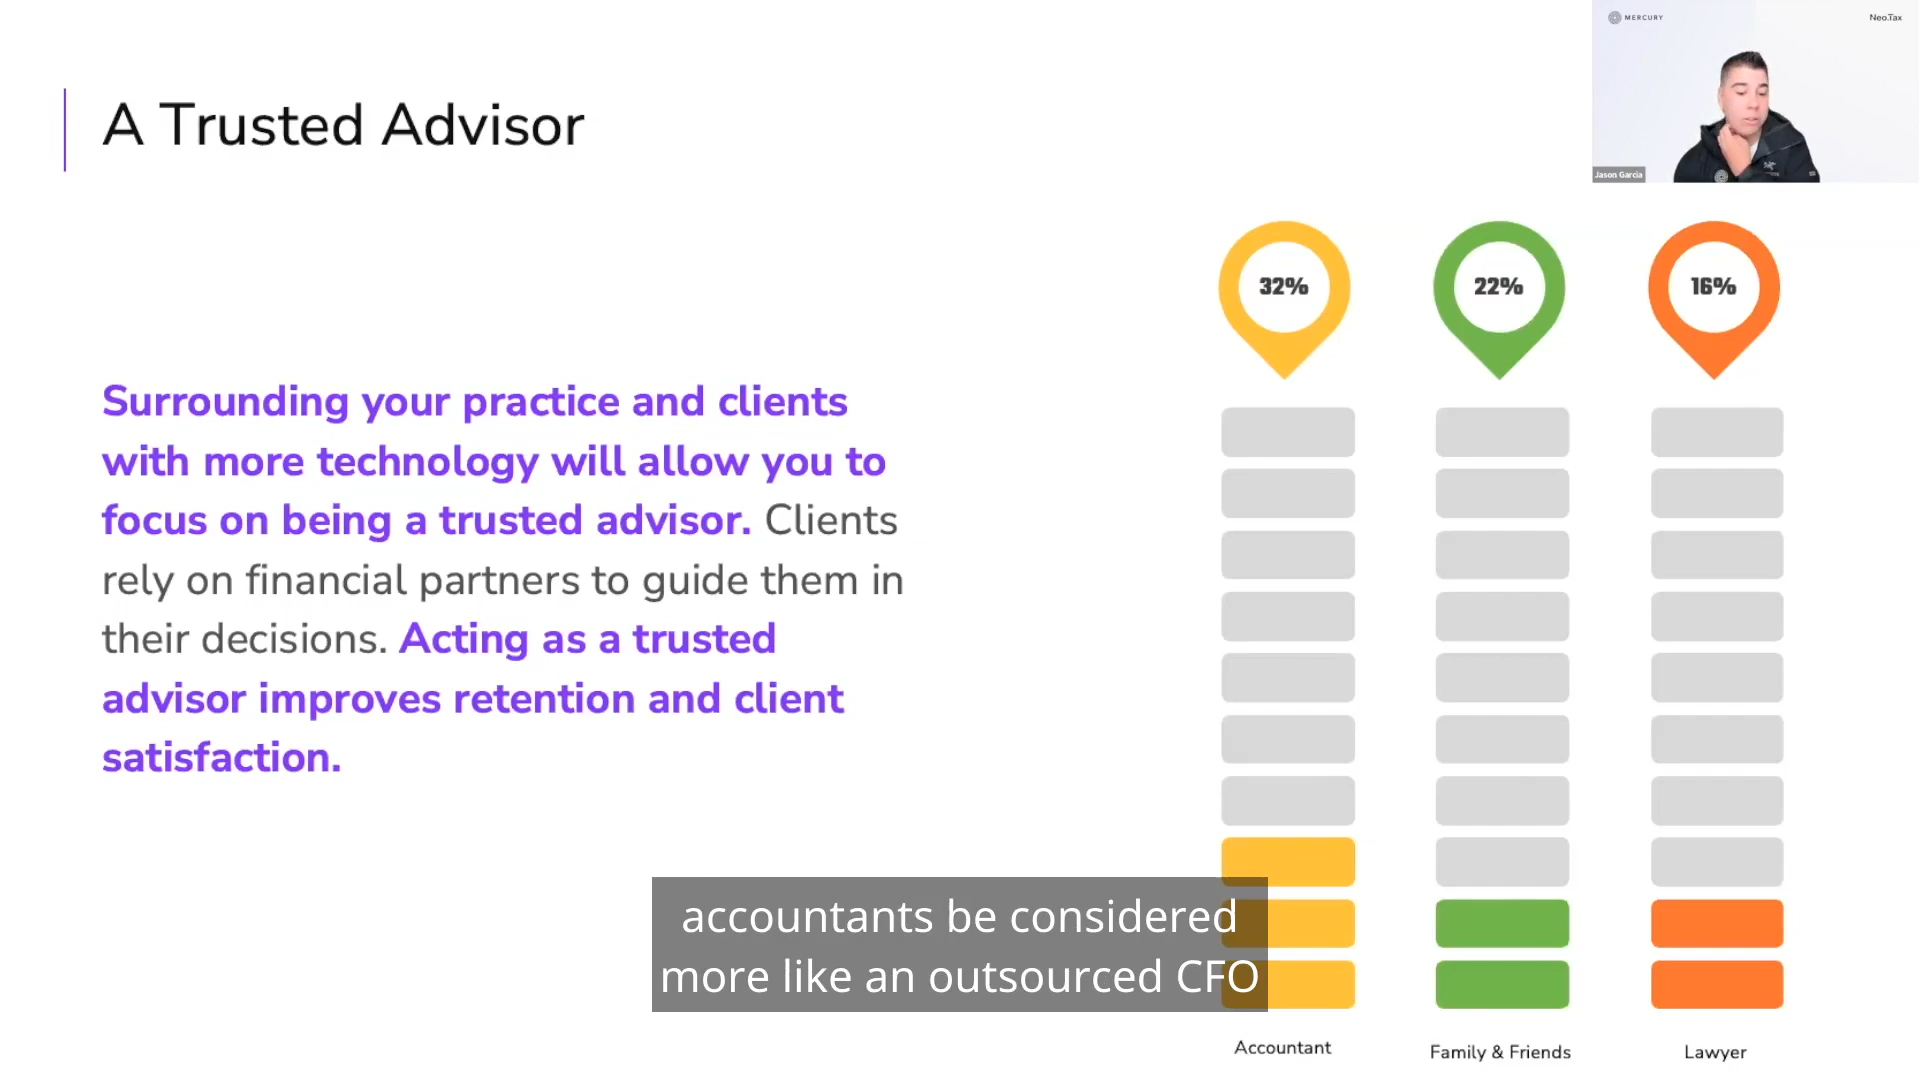 MERCURY
Neo.Tax
Jason Garcia
A Trusted Advisor
32%
22%
16%
Surrounding your practice and clients
with more technology will allow you to
focus on being a trusted advisor. Clients
rely on financial partners to guide them in
their decisions. Acting as a trusted
advisor improves retention and client
satisfaction.
accountants be considered
more like an outsourced CFO
Accountant
Family & Friends
Lawyer